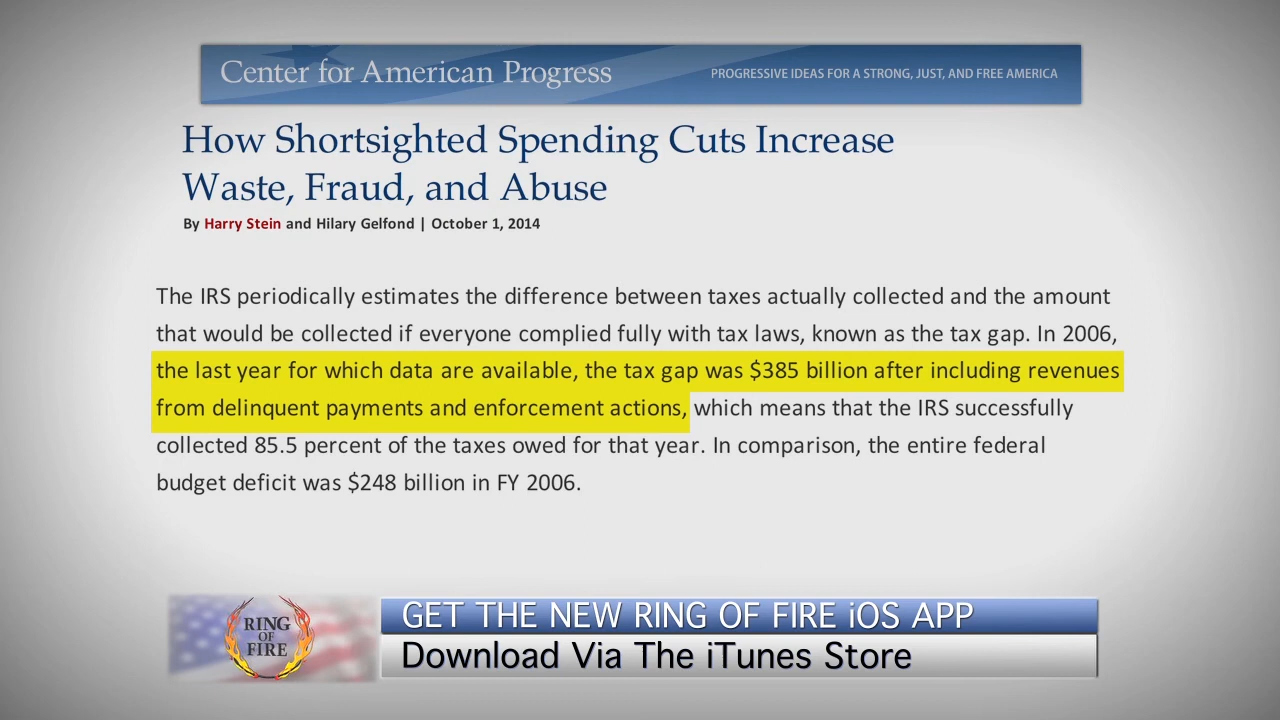 Center for American Progress
PROGRESSIVE IDEAS FOR A STRONG, JUST, AND FREE AMERICA
How Shortsighted Spending Cuts Increase
Waste, Fraud, and Abuse
By Harry Stein and Hilary Gelfond | October 1, 2014
The IRS periodically estimates the difference between taxes actually collected and the amount
that would be collected if everyone complied fully with tax laws, known as the tax gap. In 2006,
the last year for which data are available, the tax gap was $385 billion after including revenues
from delinquent payments and enforcement actions, which means that the IRS successfully
collected 85.5 percent of the taxes owed for that year. In comparison, the entire federal
budget deficit was $248 billion in FY 2006.
RING
OF
FIRE
GET THE NEW RING OF FIRE iOS APP
Download Via The iTunes Store